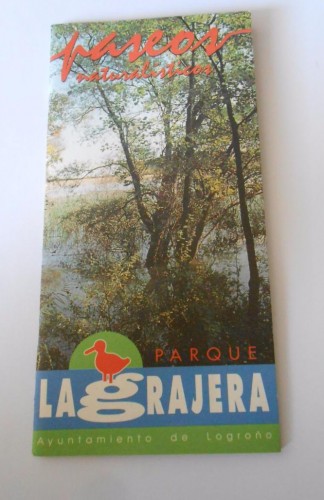 paseos
naturalísticos
PARQUE
LA GRAJERA
Ayuntamiento de Logroño